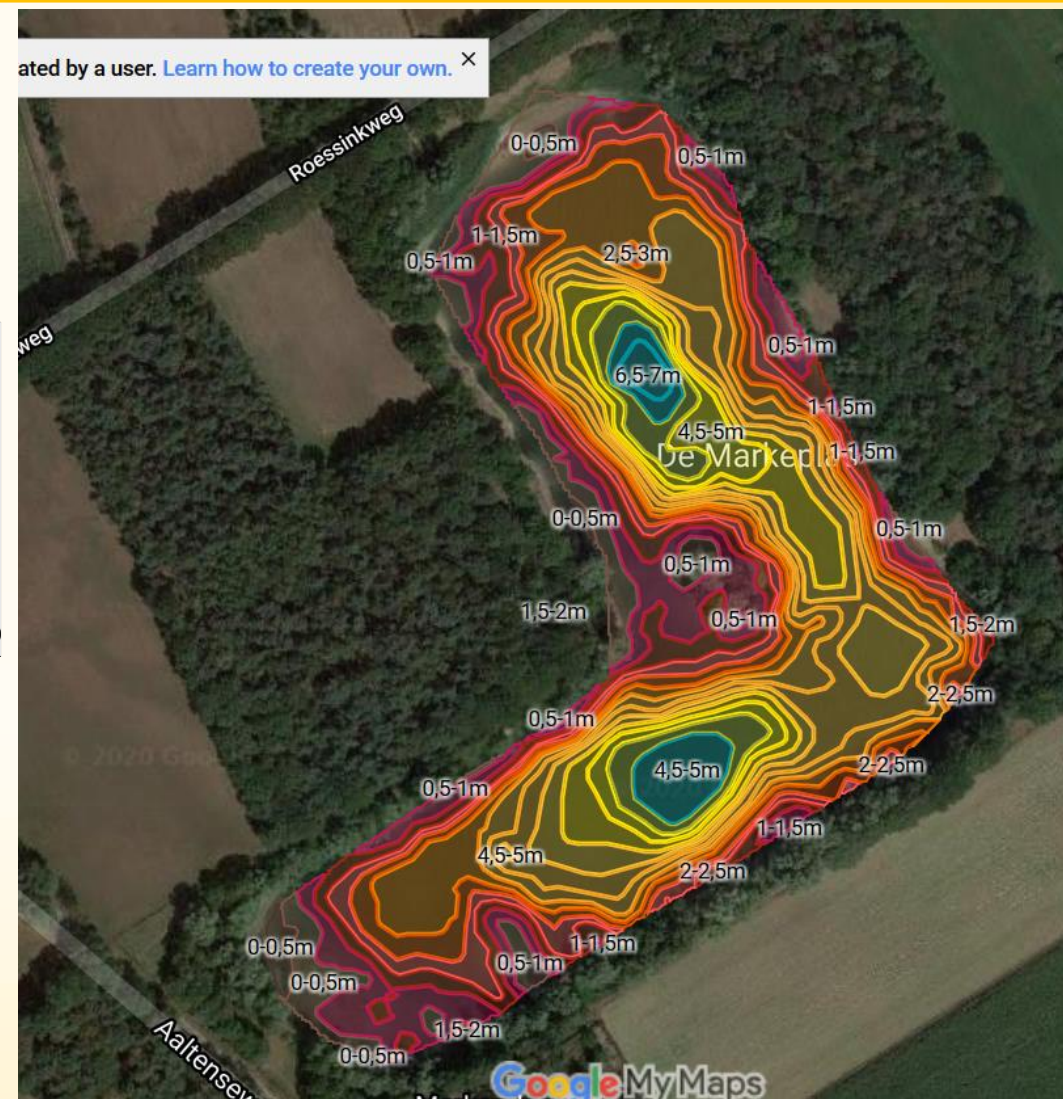 ated by a user. Learn how to create your own. ×
Roessinkweg
0-0,5m
0,5-1m
1-1,5m
0,5-1m
2,5-3m
weg
0,5-1m
6,5-7m
1-1,5m
4,5-5m
De Markepl
1-1,5m
0-0,5m
0,5-1m
0,5-1m
1,5-2m
0,5-1m
1,5-2m
2-2,5m
0,5-1m
4,5-5m
2-2,5m
0,5-1m
1-1,5m
4,5-5m
2-2,5m
0-0,5m
1-1,5m
0,5-1m
0-0,5m
1,5-2m
0-0,5m
Aaltensew
Google My Maps